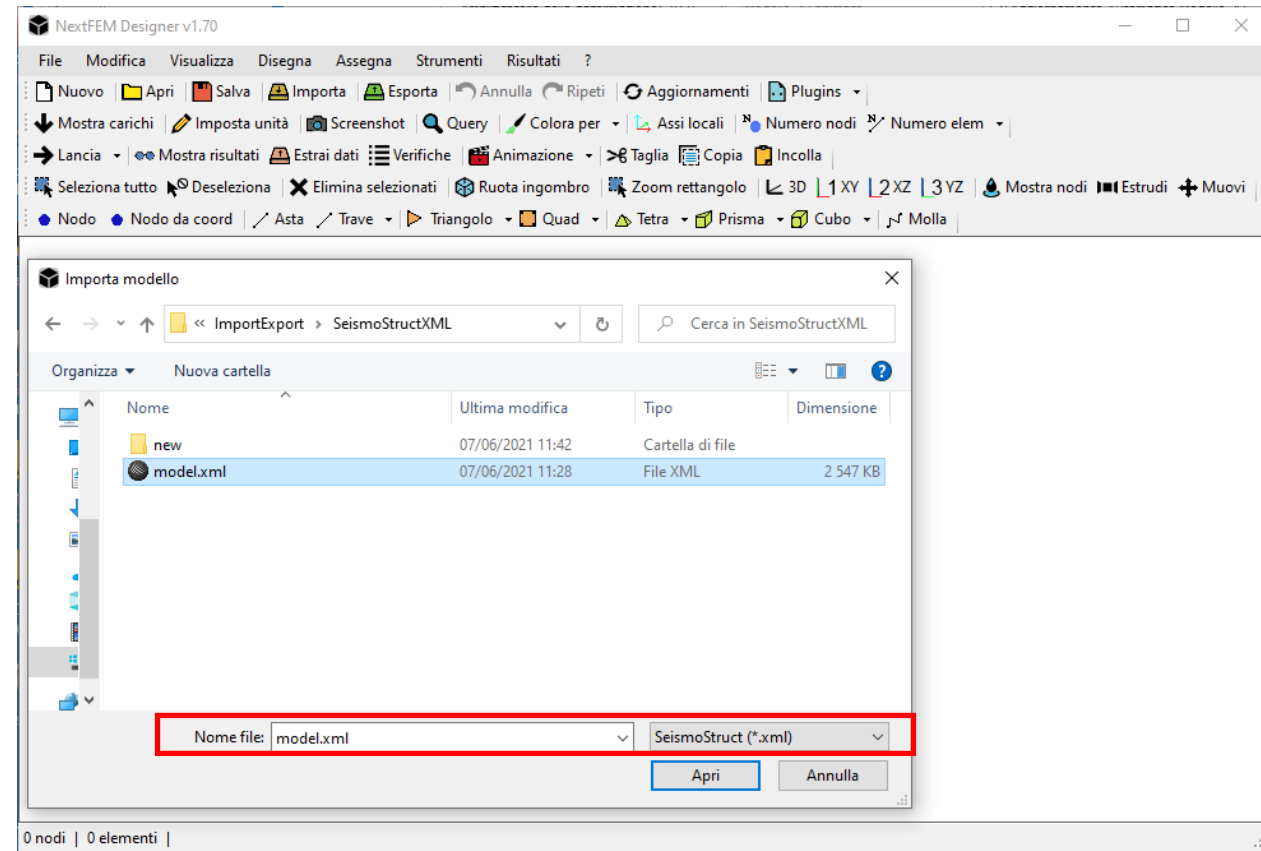 NextFEM Designer v1.70
File Modifica Visualizza Disegna Assegna Strumenti Risultati ?
Nuovo Apri Salva Importa Esporta Annulla Ripeti Aggiornamenti Plugins
Mostra carichi Imposta unità Screenshot Query Colora per Assi locali Numero nodi Numero elem
Lancia Mostra risultati Estrai dati Verifiche Animazione Taglia Copia Incolla
Seleziona tutto Deseleziona Elimina selezionati Ruota ingombro Zoom rettangolo 3D 1 XY 2 XZ 3 YZ Mostra nodi Estrudi Muovi
Nodo Nodo da coord Asta Trave Triangolo Quad Tetra Prisma Cubo Molla
Importa modello
« ImportExport › SeismoStructXML Cerca in SeismoStructXML
Organizza Nuova cartella
Nome Ultima modifica Tipo Dimensione
new 07/06/2021 11:42 Cartella di file
model.xml 07/06/2021 11:28 File XML 2 547 KB
Nome file: model.xml SeismoStruct (*.xml)
Apri Annulla
0 nodi | 0 elementi |